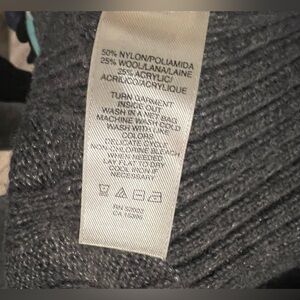 50% NYLON/POLIAMIDA
25% WOOL/LANA/LAINE
25% ACRYLIC/
ACRILICO/ACRYLIQUE
TURN GARMENT
INSIDE OUT
WASH IN A NET BAG
MACHINE WASH COLD
WASH WITH LIKE
COLORS
DELICATE CYCLE
NON-CHLORINE BLEACH
WHEN NEEDED
LAY FLAT TO DRY
COOL IRON IF
NECESSARY
RN
CA